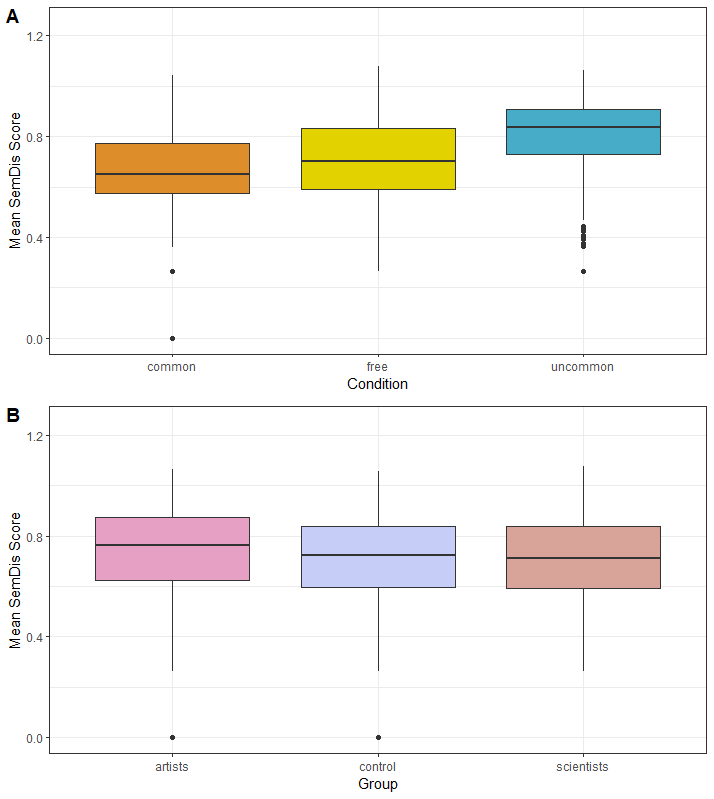 A
Mean SemDis Score
1.2
0.8
0.4
0.0
common free uncommon
Condition
B
Mean SemDis Score
1.2
0.8
0.4
0.0
artists control scientists
Group